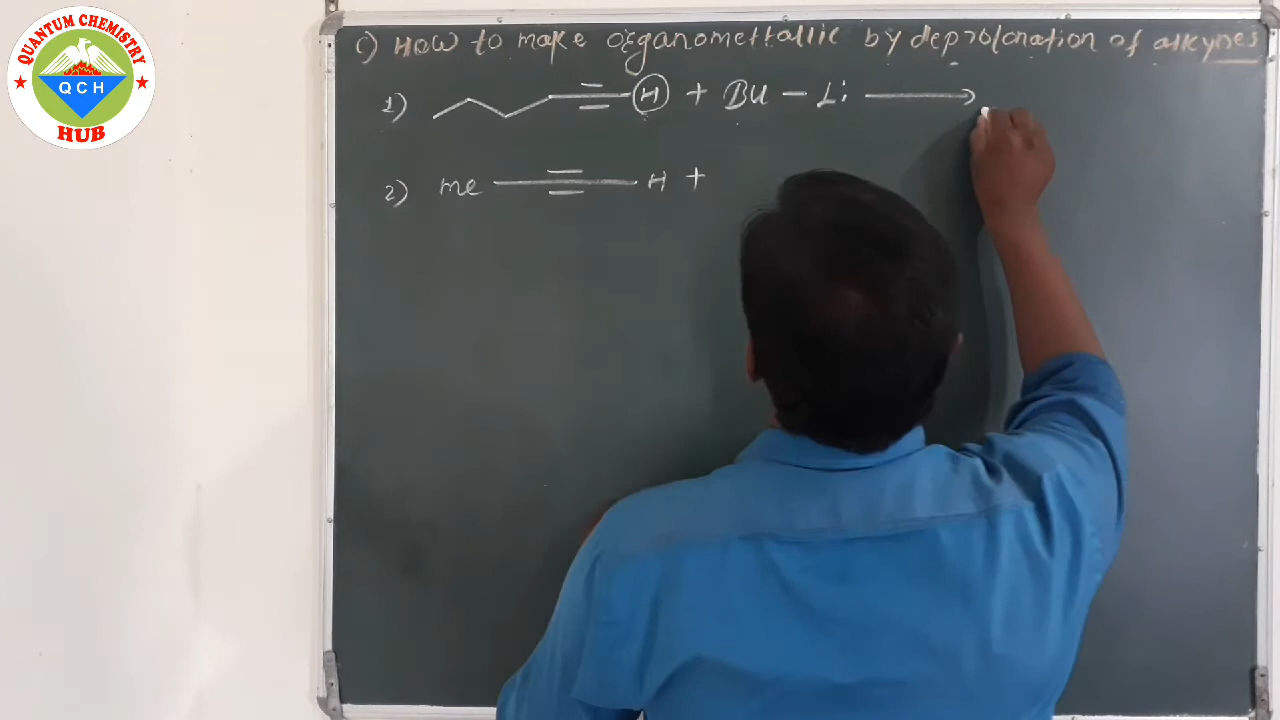 QUANTUM CHEMISTRY
QCH
HUB
C) How to make organomettallic by deprotonation of alkynes
1) H + Bu - Li →
2) me ≡ H +